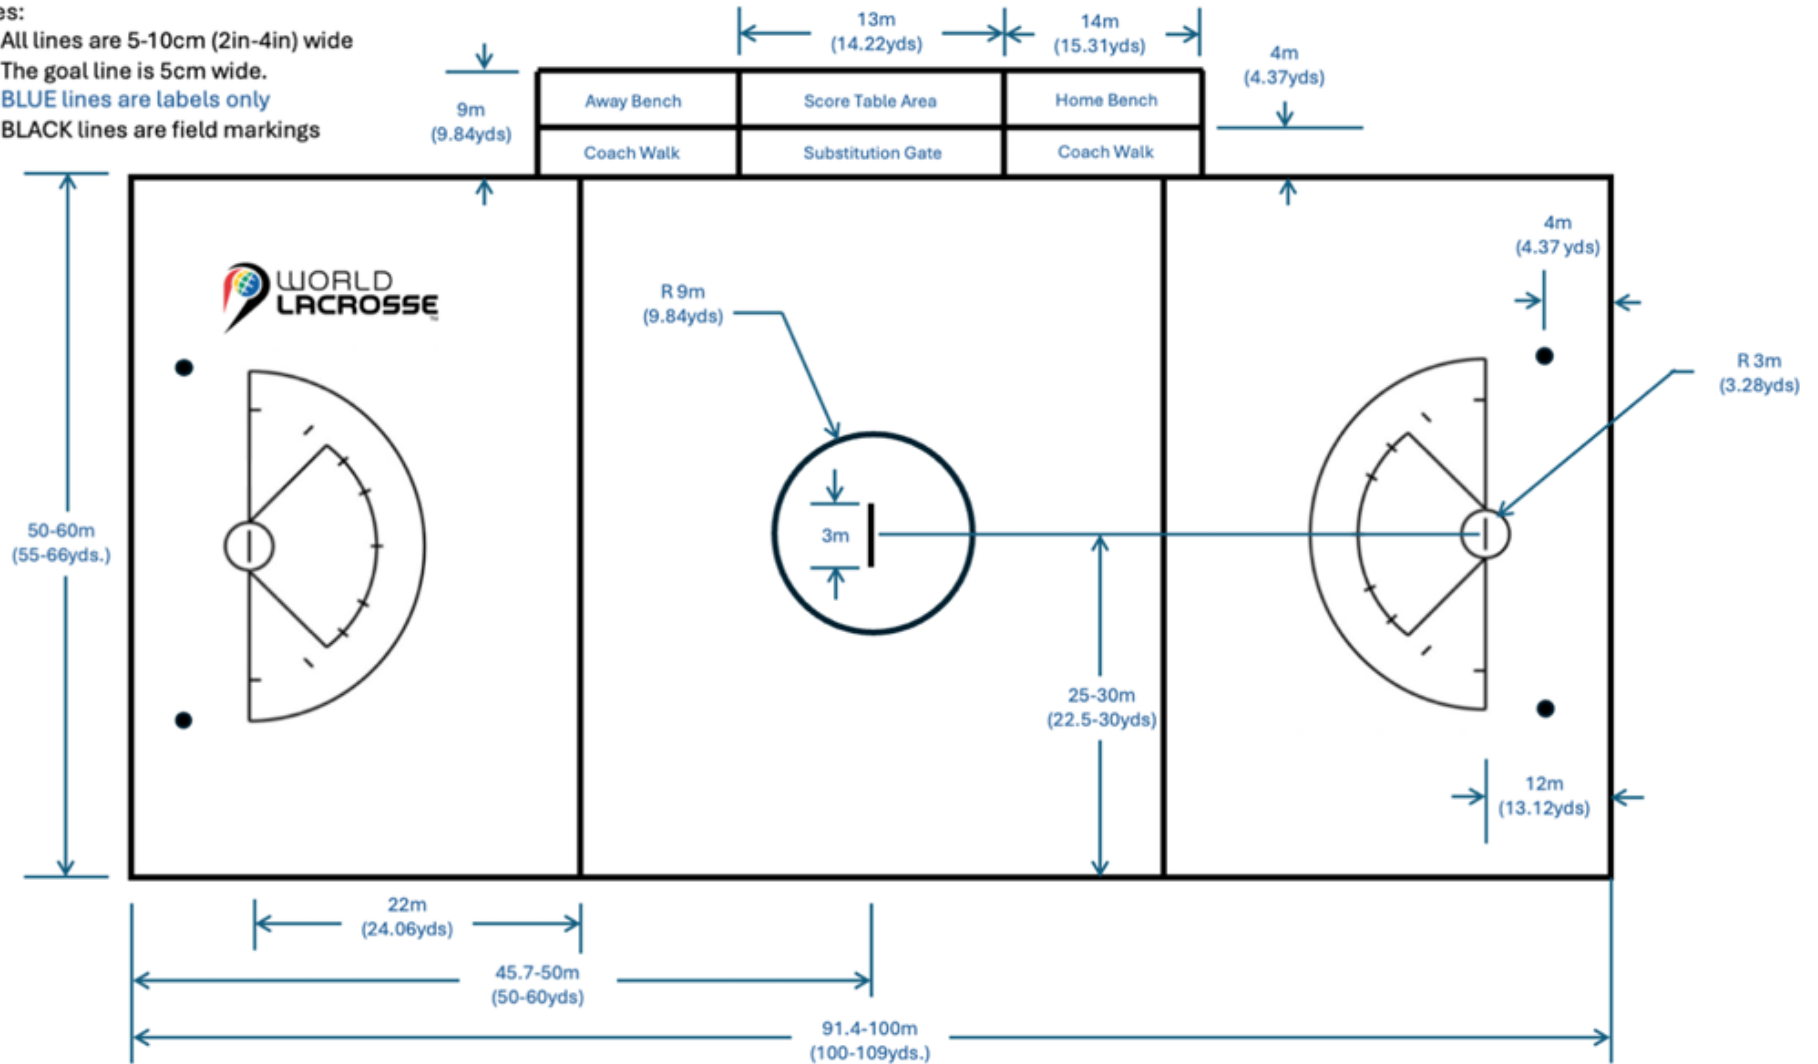 es:
All lines are 5-10cm (2in-4in) wide
The goal line is 5cm wide.
BLUE lines are labels only
BLACK lines are field markings
13m
(14.22yds)
14m
(15.31yds)
4m
(4.37yds)
9m
(9.84yds)
Away Bench
Score Table Area
Home Bench
Coach Walk
Substitution Gate
Coach Walk
4m
(4.37 yds)
WORLD
LACROSSE
R 9m
(9.84yds)
R 3m
(3.28yds)
50-60m
(55-66yds.)
3m
25-30m
(22.5-30yds)
12m
(13.12yds)
22m
(24.06yds)
45.7-50m
(50-60yds)
91.4-100m
(100-109yds.)